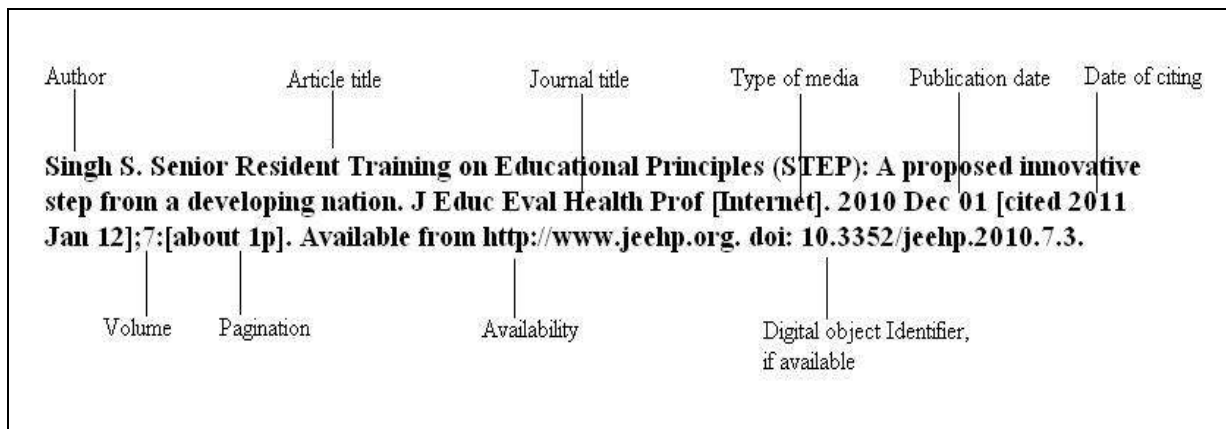 Author Article title Journal title Type of media Publication date Date of citing
Singh S. Senior Resident Training on Educational Principles (STEP): A proposed innovative
step from a developing nation. J Educ Eval Health Prof [Internet]. 2010 Dec 01 [cited 2011
Jan 12];7:[about 1p]. Available from http://www.jeehp.org. doi: 10.3352/jeehp.2010.7.3.
Volume Pagination Availability Digital object Identifier,
if available